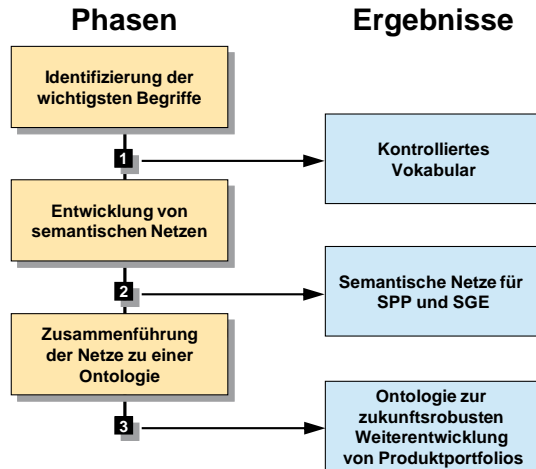 Phasen
Ergebnisse
Identifizierung der
wichtigsten Begriffe
1
Kontrolliertes
Vokabular
Entwicklung von
semantischen Netzen
2
Semantische Netze für
SPP und SGE
Zusammenführung
der Netze zu einer
Ontologie
3
Ontologie zur
zukunftsrobusten
Weiterentwicklung
von Produktportfolios